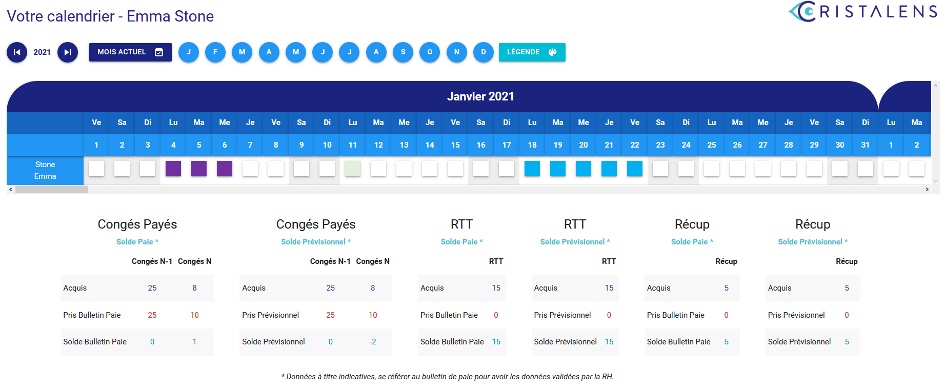 Votre calendrier - Emma Stone
CRISTALENS
2021 MOIS ACTUEL J F M A M J J A S O N D LÉGENDE
Janvier 2021
Ve Sa Di Lu Ma Me Je Ve Sa Di Lu Ma Me Je Ve Sa Di Lu Ma Me Je Ve Sa Di Lu Ma Me Je Ve Sa Di Lu Ma
1 2 3 4 5 6 7 8 9 10 11 12 13 14 15 16 17 18 19 20 21 22 23 24 25 26 27 28 29 30 31 1 2
Stone
Emma
Congés Payés Congés Payés RTT RTT Récup Récup
Solde Paie * Solde Prévisionnel * Solde Paie * Solde Prévisionnel * Solde Paie * Solde Prévisionnel *
Congés N-1 Congés N Congés N-1 Congés N RTT RTT Récup Récup
Acquis 25 8 Acquis 25 8 Acquis 15 Acquis 15 Acquis 5 Acquis 5
Pris Bulletin Paie 25 10 Pris Prévisionnel 25 10 Pris Bulletin Paie 0 Pris Prévisionnel 0 Pris Bulletin Paie 0 Pris Prévisionnel 0
Solde Bulletin Paie 0 1 Solde Prévisionnel 0 -2 Solde Bulletin Paie 15 Solde Prévisionnel 15 Solde Bulletin Paie 5 Solde Prévisionnel 5
* Données à titre indicatives, se référer au bulletin de paie pour avoir les données validées par la RH.